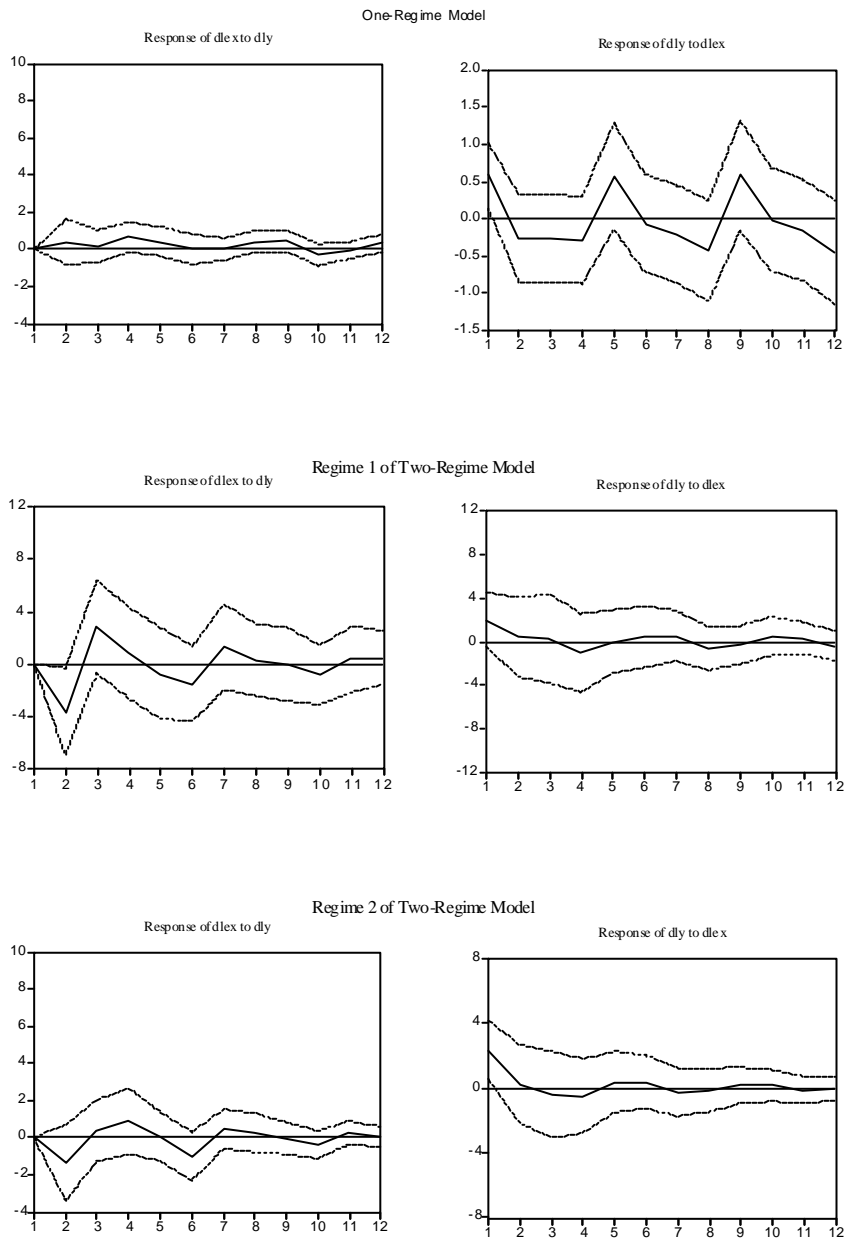 One-Regime Model
Response of dlex to dly
Response of dly to dlex
10
8
6
4
2
0
-2
-4
1 2 3 4 5 6 7 8 9 10 11 12
2.0
1.5
1.0
0.5
0.0
-0.5
-1.0
-1.5
1 2 3 4 5 6 7 8 9 10 11 12
Regime 1 of Two-Regime Model
Response of dlex to dly
Response of dly to dlex
12
8
4
0
-4
-8
1 2 3 4 5 6 7 8 9 10 11 12
12
8
4
0
-4
-8
-12
1 2 3 4 5 6 7 8 9 10 11 12
Regime 2 of Two-Regime Model
Response of dlex to dly
Response of dly to dlex
10
8
6
4
2
0
-2
-4
1 2 3 4 5 6 7 8 9 10 11 12
8
4
0
-4
-8
1 2 3 4 5 6 7 8 9 10 11 12